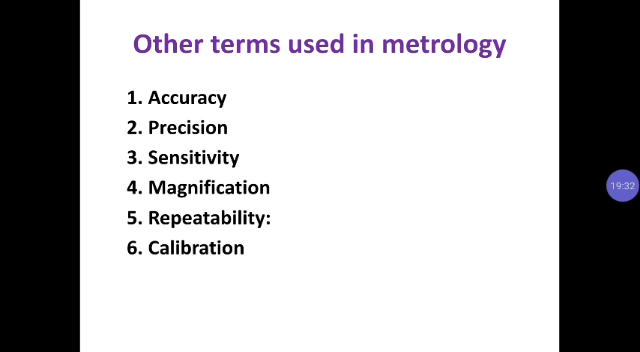 Other terms used in metrology
1. Accuracy
2. Precision
3. Sensitivity
4. Magnification
5. Repeatability:
6. Calibration
19:32